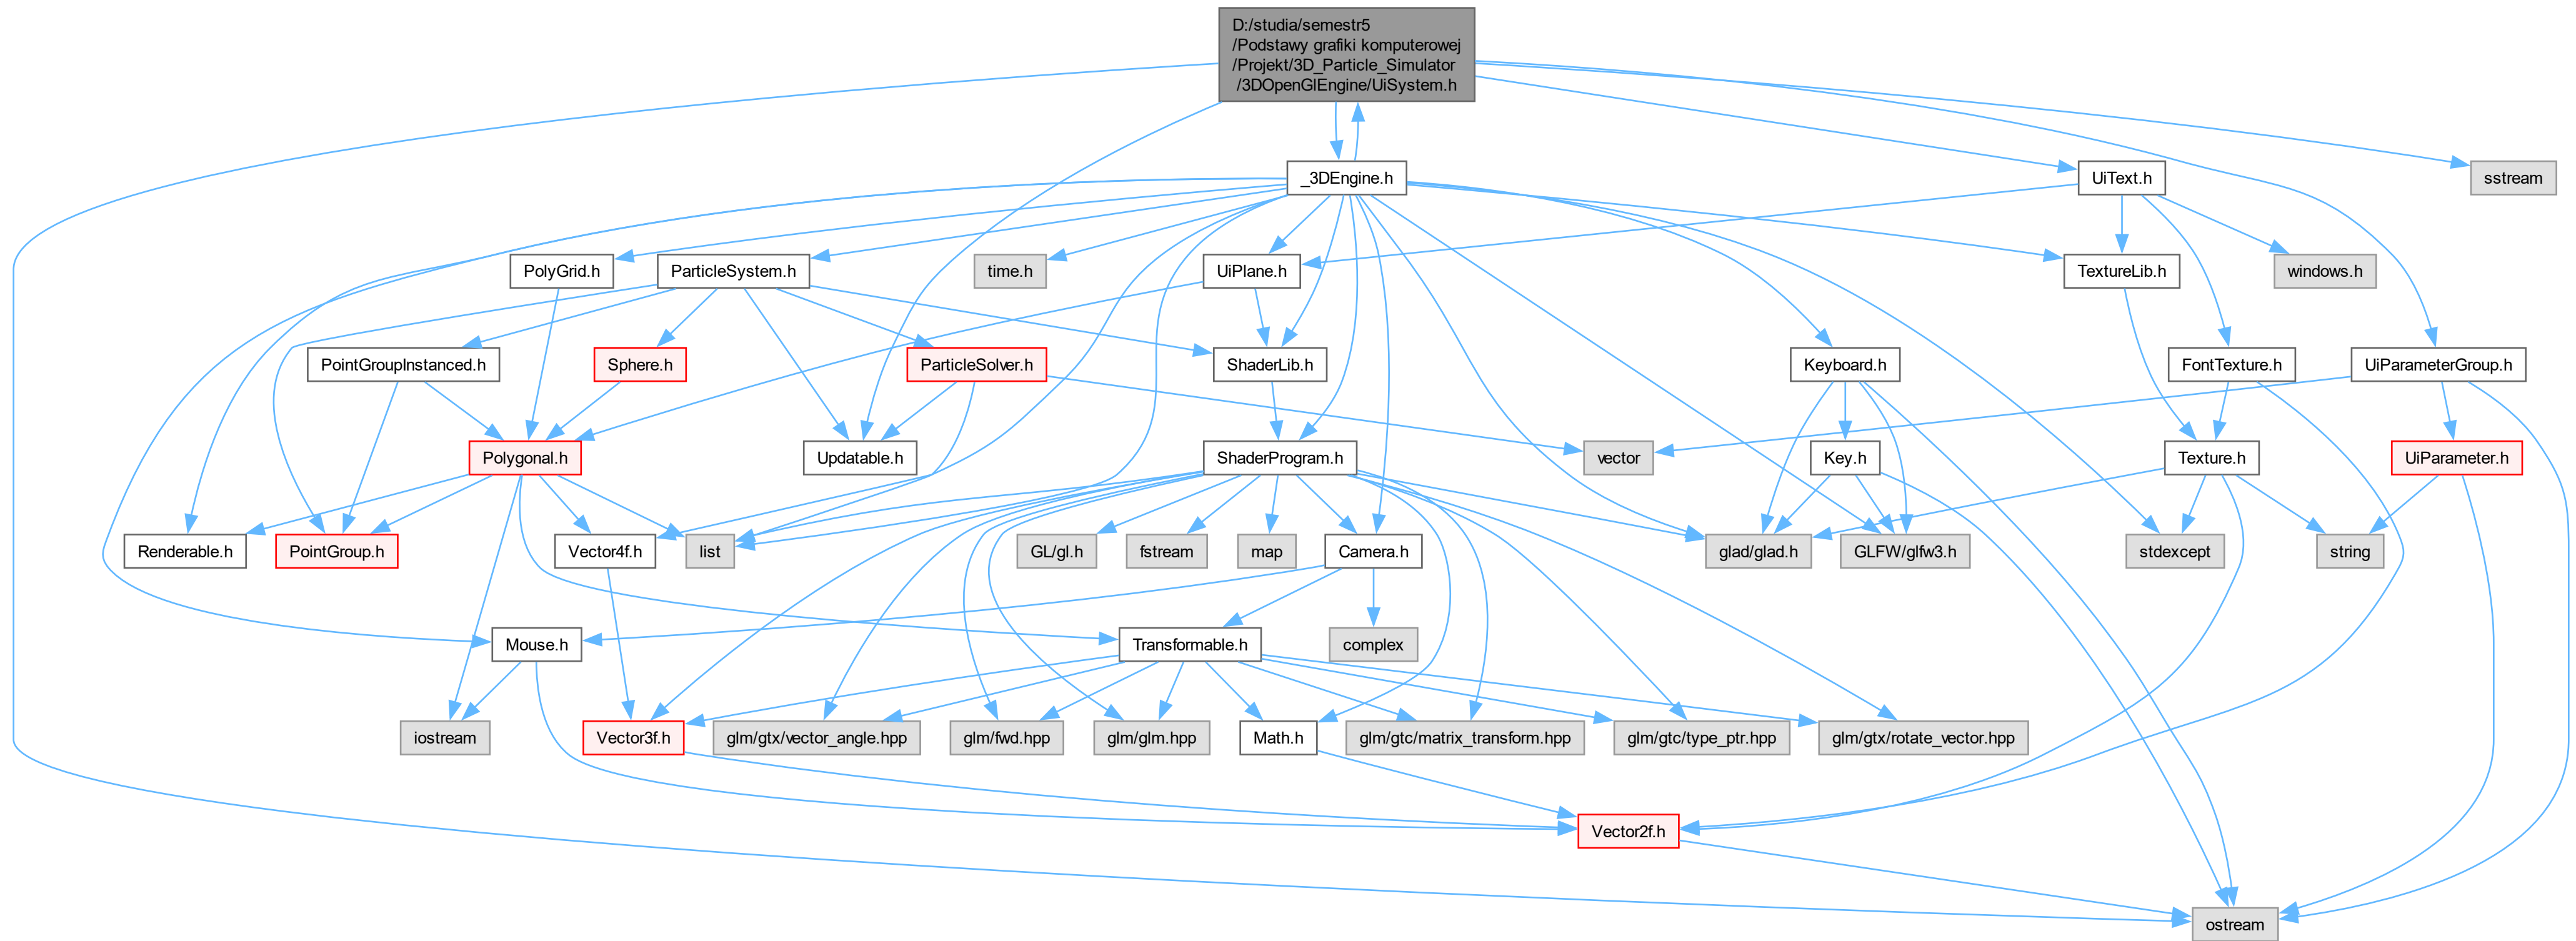 D:/studia/semestr5
/Podstawy grafiki komputerowej
/Projekt/3D_Particle_Simulator
/3DOpenGlEngine/UiSystem.h
_3DEngine.h
UiText.h
sstream
PolyGrid.h
ParticleSystem.h
time.h
UiPlane.h
TextureLib.h
windows.h
PointGroupInstanced.h
Sphere.h
ParticleSolver.h
ShaderLib.h
Keyboard.h
FontTexture.h
UiParameterGroup.h
Polygonal.h
Updatable.h
ShaderProgram.h
vector
Key.h
Texture.h
UiParameter.h
Renderable.h
PointGroup.h
Vector4f.h
list
GL/gl.h
fstream
map
Camera.h
glad/glad.h
GLFW/glfw3.h
stdexcept
string
Mouse.h
Transformable.h
complex
iostream
Vector3f.h
glm/gtx/vector_angle.hpp
glm/fwd.hpp
glm/glm.hpp
Math.h
glm/gtc/matrix_transform.hpp
glm/gtc/type_ptr.hpp
glm/gtx/rotate_vector.hpp
Vector2f.h
ostream